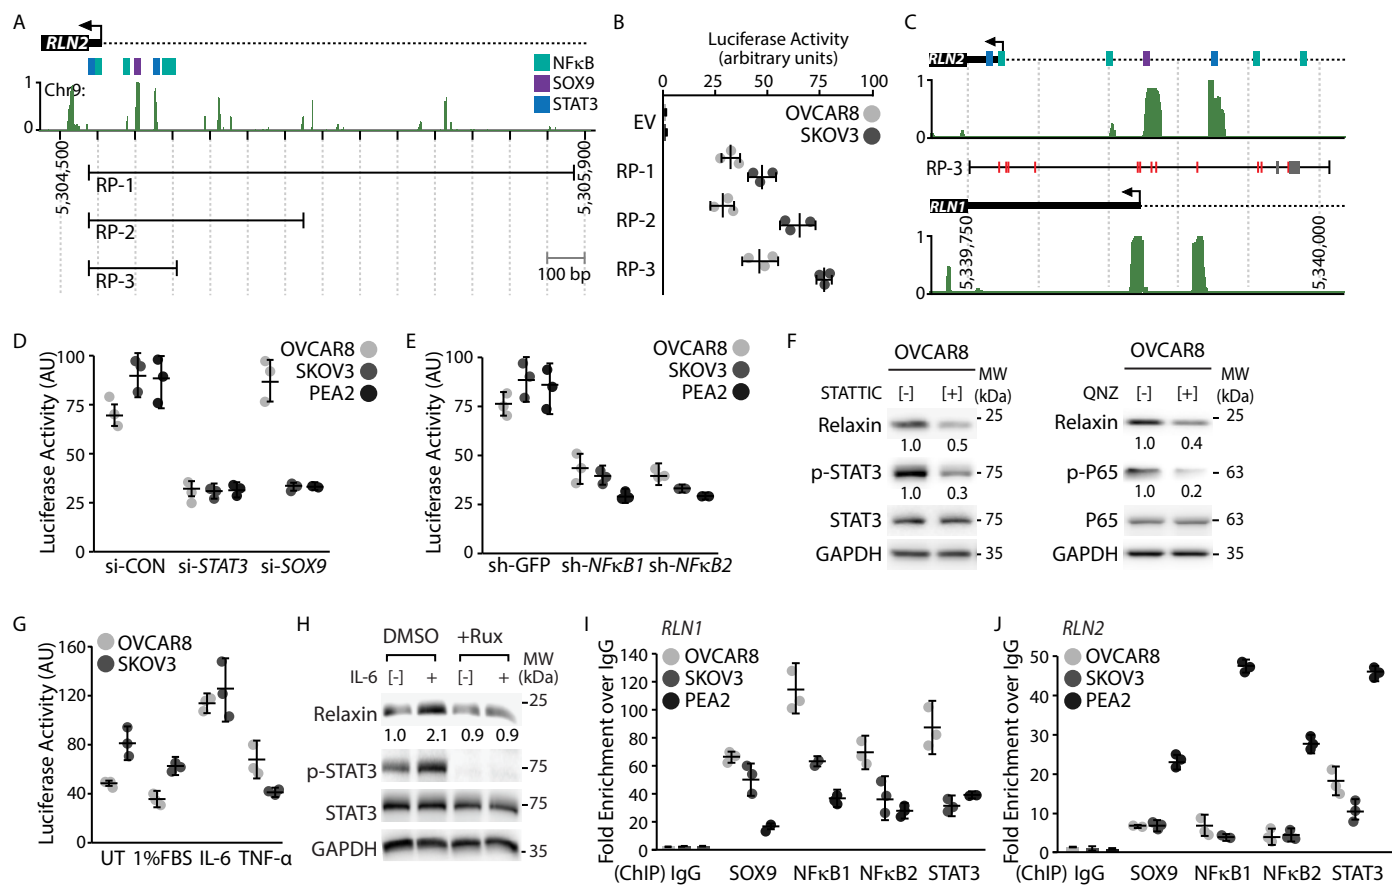 A
RLN2
NFκB
SOX9
STAT3
Chr9:
1
0
5,304,500
5,305,900
RP-1
RP-2
RP-3
100 bp
B
Luciferase Activity
(arbitrary units)
0 25 50 75 100
OVCAR8
SKOV3
EV
RP-1
RP-2
RP-3
C
RLN2
1
0
RP-3
RLN1
1
0
5,339,750
5,340,000
D
Luciferase Activity (AU)
100
75
50
25
0
OVCAR8
SKOV3
PEA2
si-CON si-STAT3 si-SOX9
E
Luciferase Activity (AU)
100
75
50
25
0
OVCAR8
SKOV3
PEA2
sh-GFP sh-NFκB1 sh-NFκB2
F
OVCAR8
MW
(kDa)
STATTIC [-] [+]
Relaxin - 25
1.0 0.5
p-STAT3 - 75
1.0 0.3
STAT3 - 75
GAPDH - 35
OVCAR8
MW
(kDa)
QNZ [-] [+]
Relaxin - 25
1.0 0.4
p-P65 - 63
1.0 0.2
P65 - 63
GAPDH - 35
G
Luciferase Activity (AU)
160
120
80
40
0
OVCAR8
SKOV3
UT 1%FBS IL-6 TNF-α
H
DMSO +Rux
MW
(kDa)
IL-6 [-] + [-] +
Relaxin -25
1.0 2.1 0.9 0.9
p-STAT3 -75
STAT3 -75
GAPDH -35
I
RLN1
Fold Enrichment over IgG
140
120
100
80
60
40
20
0
OVCAR8
SKOV3
PEA2
(ChIP) IgG SOX9 NFκB1 NFκB2 STAT3
J
RLN2
Fold Enrichment over IgG
50
40
30
20
10
0
OVCAR8
SKOV3
PEA2
(ChIP) IgG SOX9 NFκB1 NFκB2 STAT3